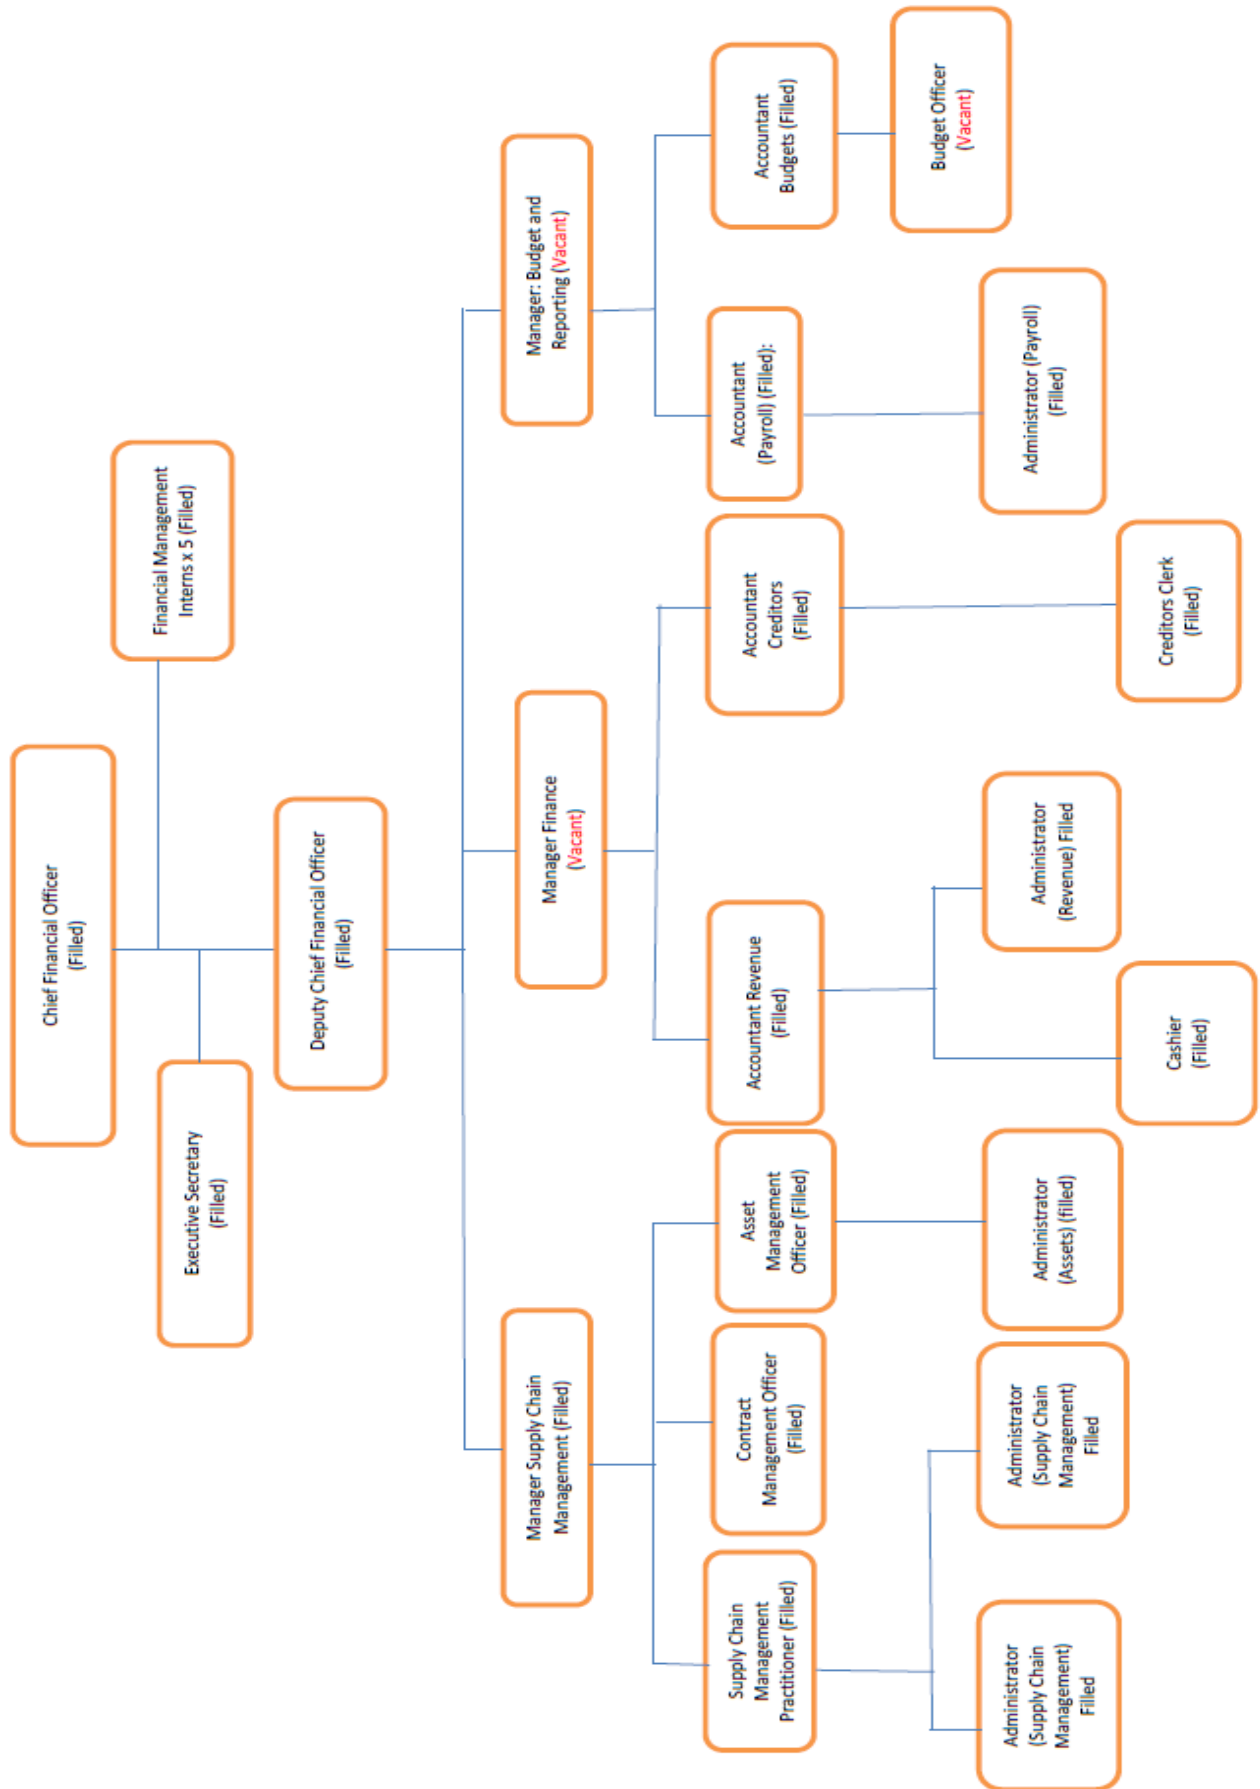 Chief Financial Officer
(Filled)
Financial Management
Interns x 5 (Filled)
Executive Secretary
(Filled)
Deputy Chief Financial Officer
(Filled)
Manager Supply Chain
Management (Filled)
Manager Finance
(Vacant)
Manager: Budget and
Reporting (Vacant)
Supply Chain
Management
Practitioner (Filled)
Contract
Management Officer
(Filled)
Asset
Management
Officer (Filled)
Accountant Revenue
(Filled)
Accountant
Creditors
(Filled)
Accountant
(Payroll) (Filled):
Accountant
Budgets (Filled)
Budget Officer
(Vacant)
Administrator
(Supply Chain
Management)
Filled
Administrator
(Supply Chain
Management)
Filled
Administrator
(Assets) (filled)
Administrator
(Revenue) Filled
Administrator (Payroll)
(Filled)
Cashier
(Filled)
Creditors Clerk
(Filled)